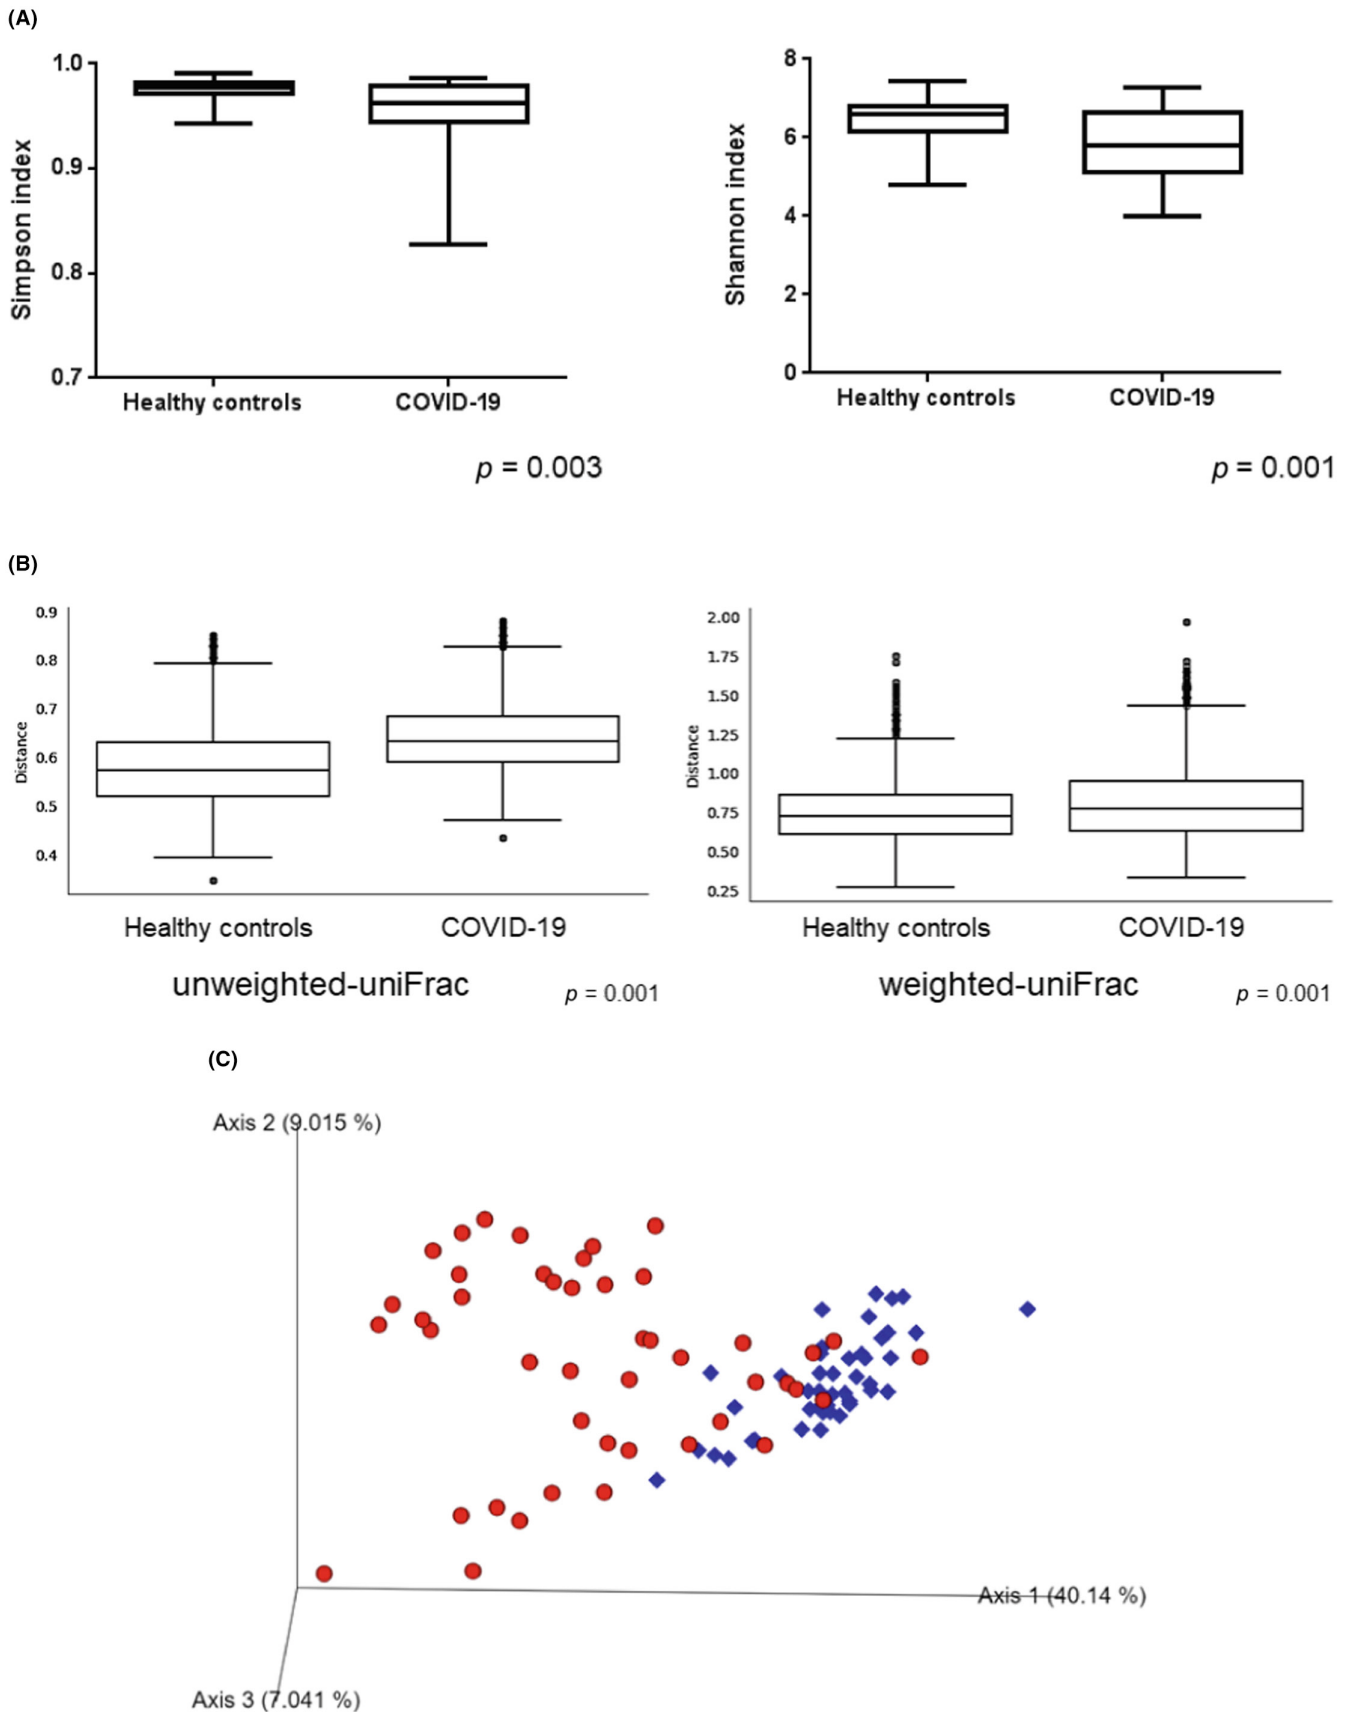 (A)
Simpson index
1.0
0.9
0.8
0.7
Healthy controls
COVID-19
p = 0.003
Shannon index
8
6
4
2
0
Healthy controls
COVID-19
p = 0.001
(B)
Distance
0.9
0.8
0.7
0.6
0.5
0.4
Healthy controls
COVID-19
unweighted-uniFrac
p = 0.001
Distance
2.00
1.75
1.50
1.25
1.00
0.75
0.50
0.25
Healthy controls
COVID-19
weighted-uniFrac
p = 0.001
(C)
Axis 2 (9.015 %)
Axis 1 (40.14 %)
Axis 3 (7.041 %)